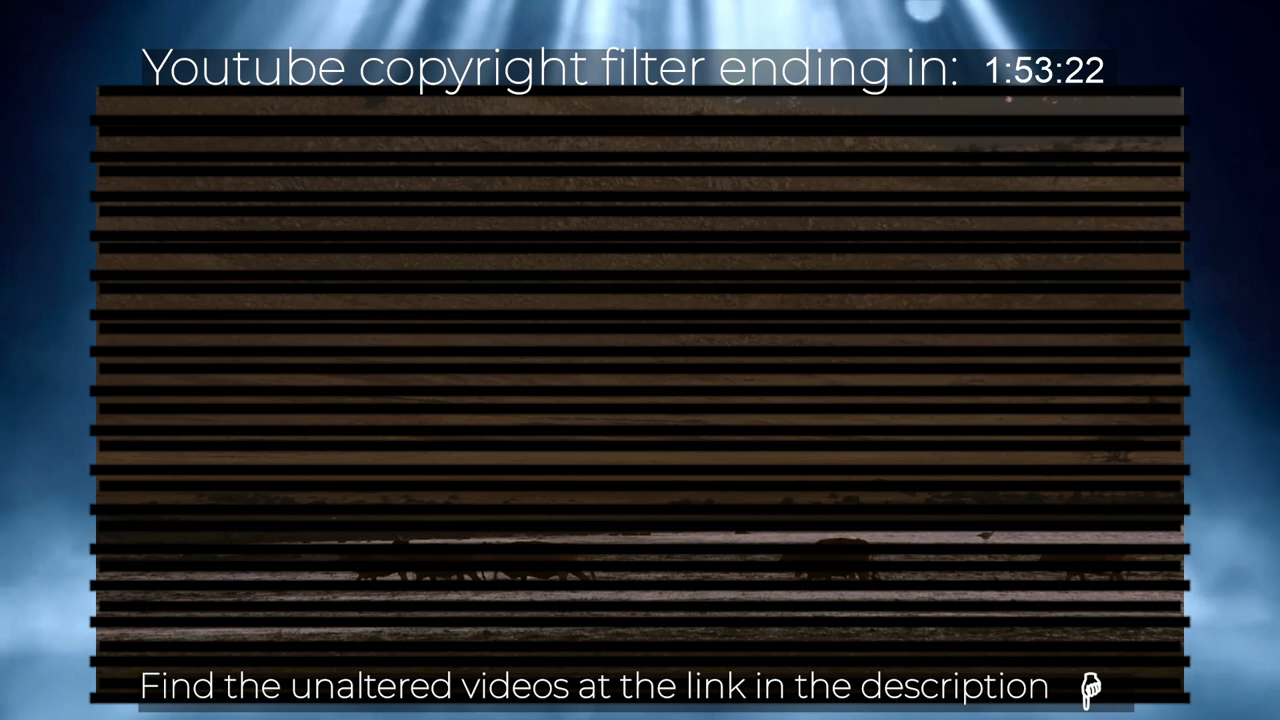 Youtube copyright filter ending in: 1:53:22
Find the unaltered videos at the link in the description